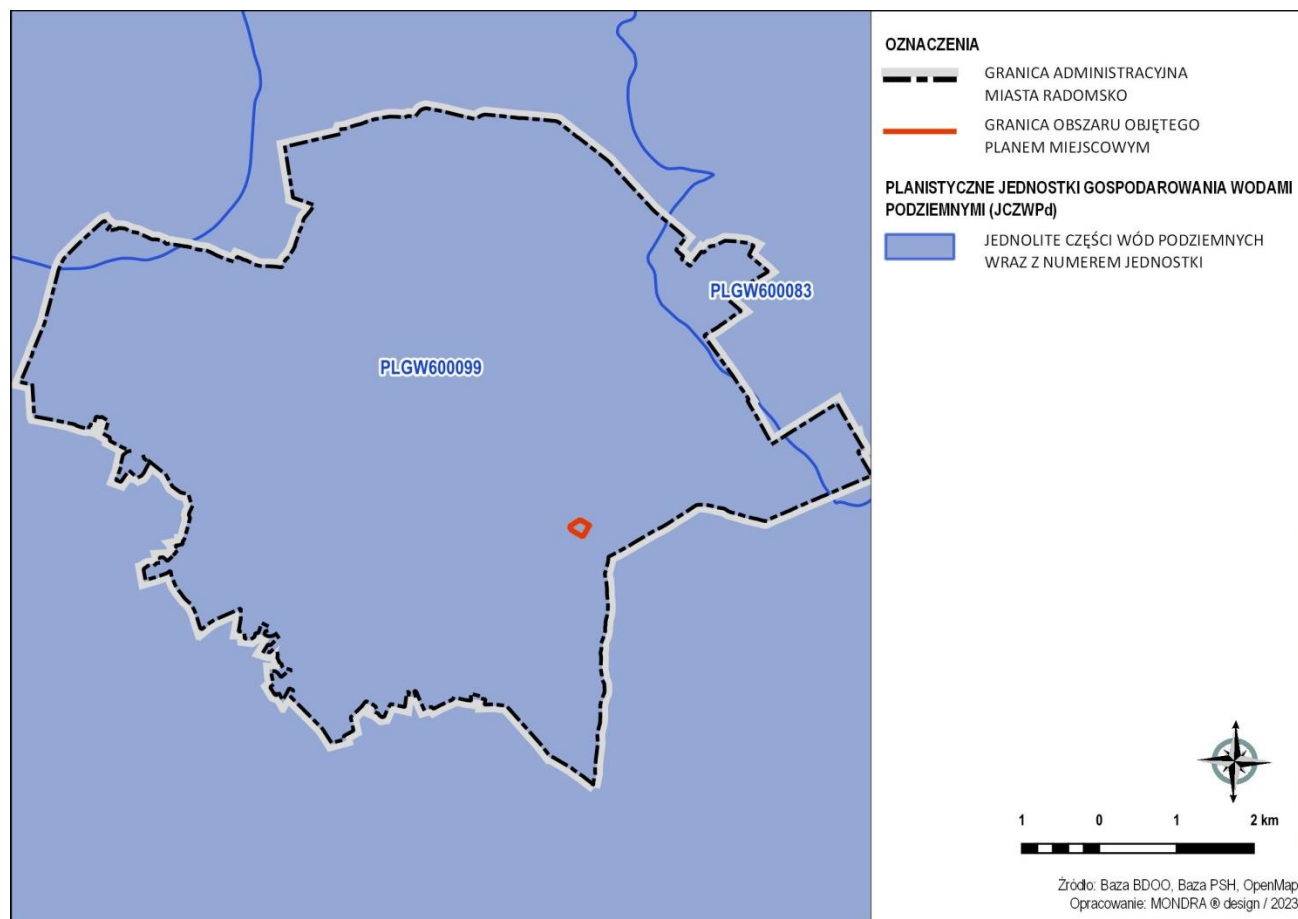 OZNACZENIA
GRANICA ADMINISTRACYJNA
MIASTA RADOMSKO
GRANICA OBSZARU OBJĘTEGO
PLANEM MIEJSCOWYM
PLANISTYCZNE JEDNOSTKI GOSPODAROWANIA WODAMI
PODZIEMNYMI (JCZWPd)
JEDNOLITE CZĘŚCI WÓD PODZIEMNYCH
WRAZ Z NUMEREM JEDNOSTKI
PLGW600083
PLGW600099
1 0 1 2 km
Źródło: Baza BDOO, Baza PSH, OpenMap
Opracowanie: MONDRA ® design / 2023